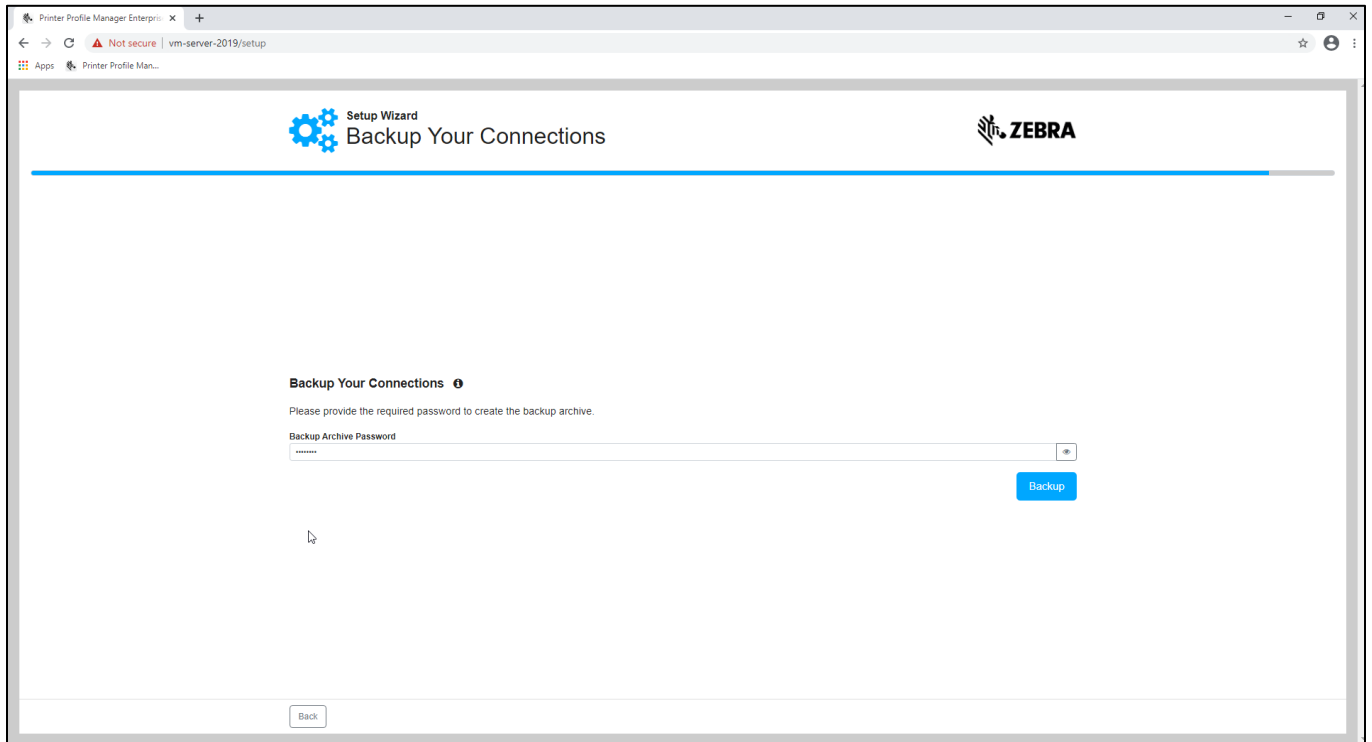 Printer Profile Manager Enterpris
Not secure | vm-server-2019/setup
Apps Printer Profile Man...
Setup Wizard
Backup Your Connections
ZEBRA
Backup Your Connections
Please provide the required password to create the backup archive.
Backup Archive Password
••••••••
Backup
Back